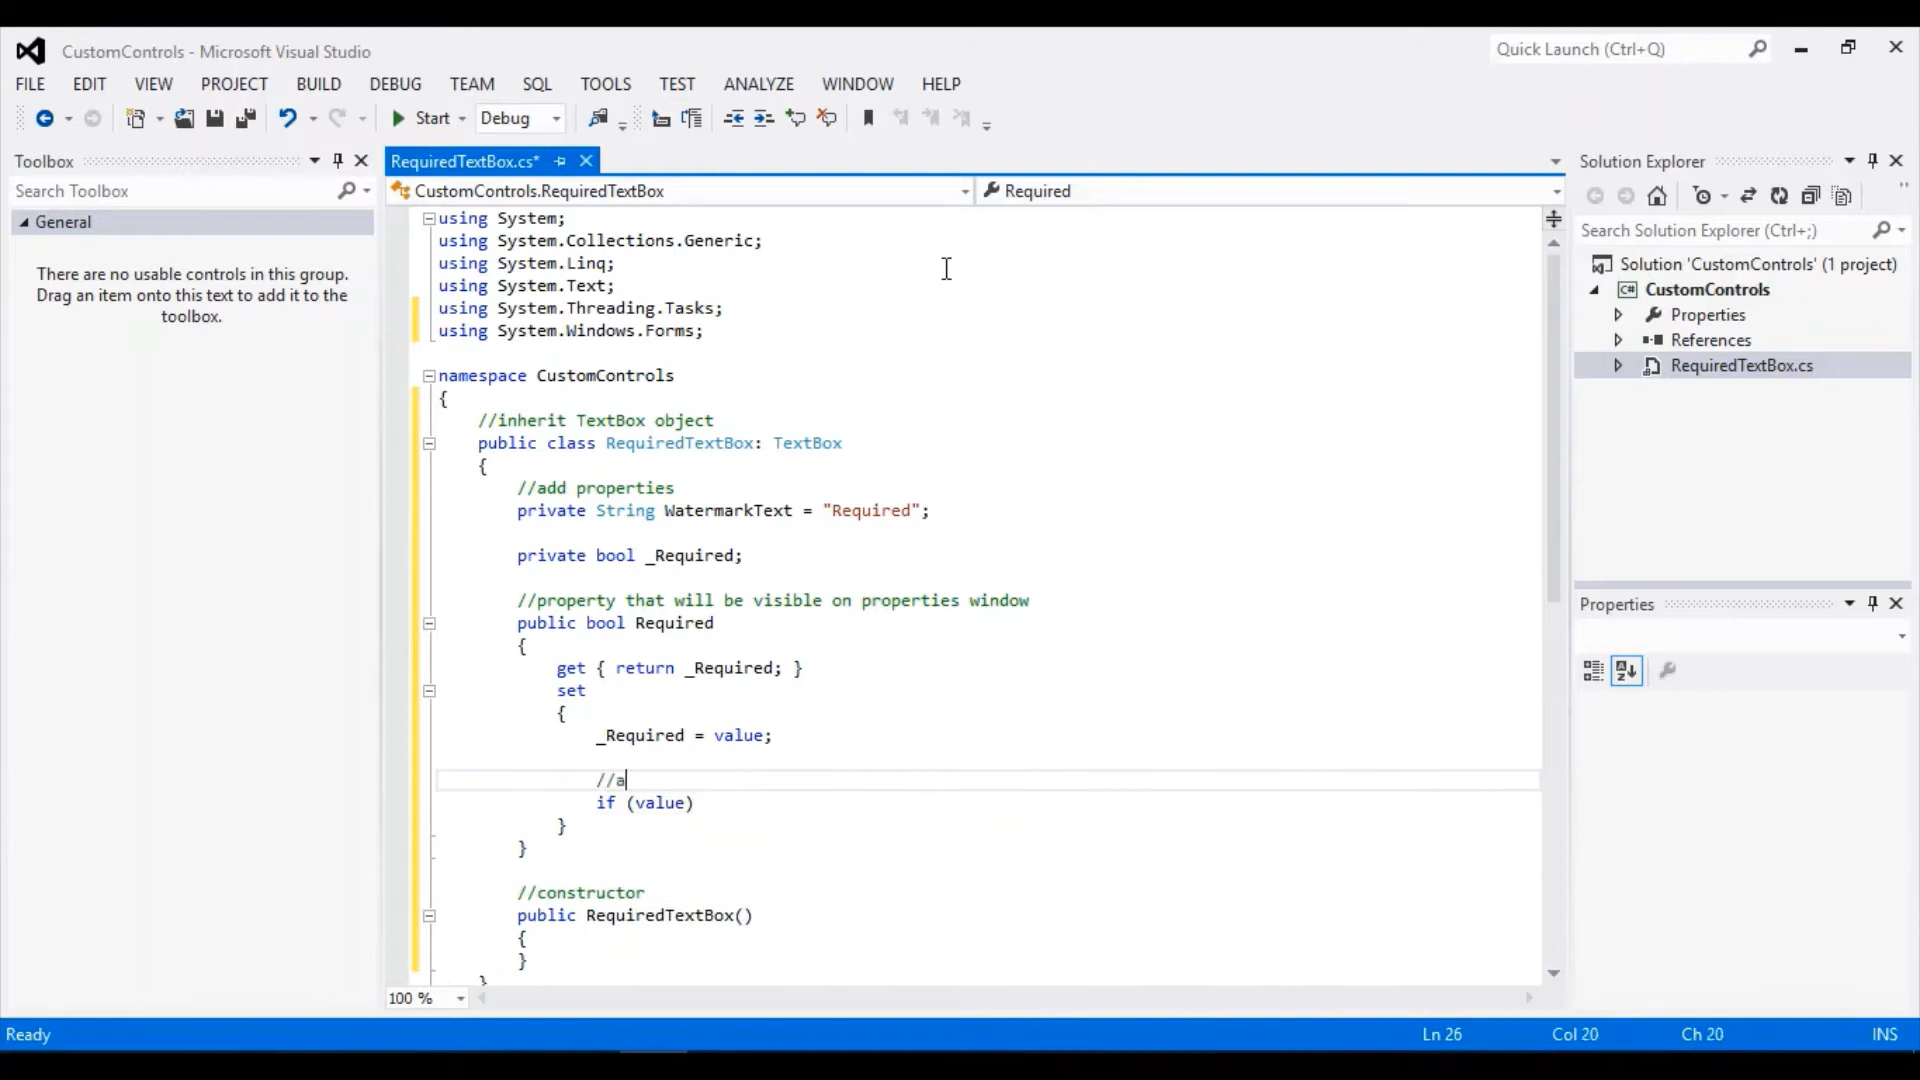 CustomControls - Microsoft Visual Studio
Quick Launch (Ctrl+Q)
FILE EDIT VIEW PROJECT BUILD DEBUG TEAM SQL TOOLS TEST ANALYZE WINDOW HELP
Start Debug
Toolbox
Search Toolbox
General
There are no usable controls in this group.
Drag an item onto this text to add it to the
toolbox.
RequiredTextBox.cs*
CustomControls.RequiredTextBox
Required
using System;
using System.Collections.Generic;
using System.Linq;
using System.Text;
using System.Threading.Tasks;
using System.Windows.Forms;
namespace CustomControls
{
//inherit TextBox object
public class RequiredTextBox: TextBox
{
//add properties
private String WatermarkText = "Required";
private bool _Required;
//property that will be visible on properties window
public bool Required
{
get { return _Required; }
set
{
_Required = value;
//a
if (value)
}
}
//constructor
public RequiredTextBox()
{
}
}
100 %
Solution Explorer
Search Solution Explorer (Ctrl+;)
Solution 'CustomControls' (1 project)
C# CustomControls
Properties
References
RequiredTextBox.cs
Properties
Ready
Ln 26 Col 20 Ch 20 INS